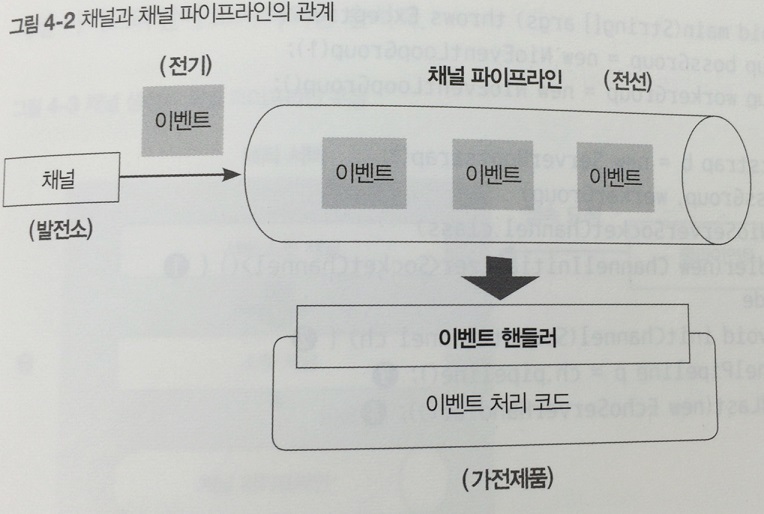 그림 4-2 채널과 채널 파이프라인의 관계
(전기)
채널 파이프라인 (전선)
이벤트
채널
이벤트 이벤트 이벤트
(발전소)
이벤트 핸들러
이벤트 처리 코드
(가전제품)